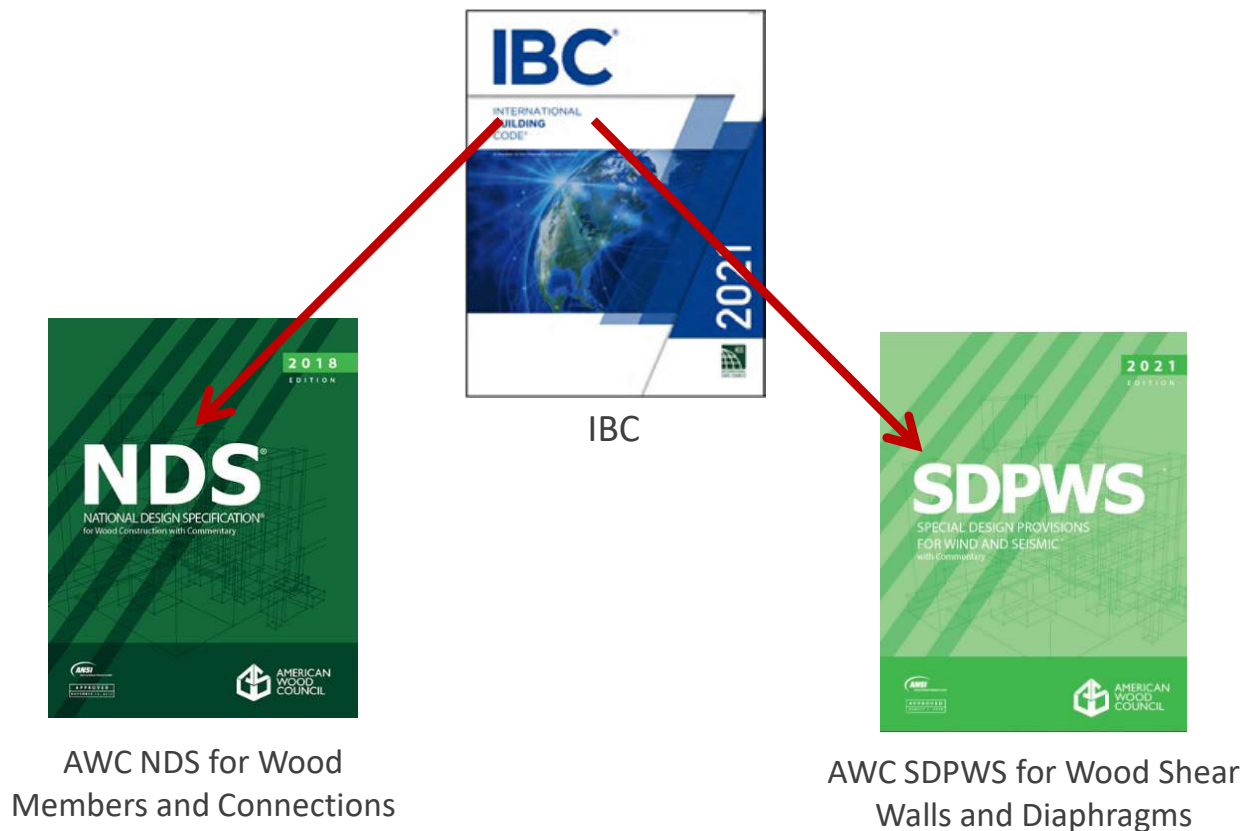 IBC®
INTERNATIONAL
BUILDING
CODE®
2021
IBC
2018
EDITION
NDS®
NATIONAL DESIGN SPECIFICATION®
for Wood Construction with Commentary
ANSI
APPROVED
AMERICAN
WOOD
COUNCIL
AWC NDS for Wood
Members and Connections
2021
EDITION
SDPWS
SPECIAL DESIGN PROVISIONS
FOR WIND AND SEISMIC
with Commentary
ANSI
APPROVED
AMERICAN
WOOD
COUNCIL
AWC SDPWS for Wood Shear
Walls and Diaphragms